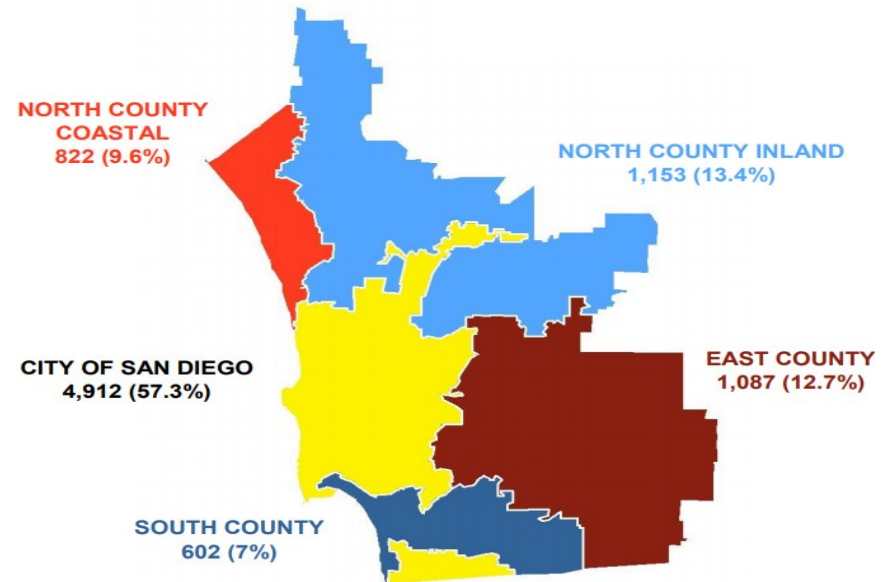 NORTH COUNTY
COASTAL
822 (9.6%)
NORTH COUNTY INLAND
1,153 (13.4%)
CITY OF SAN DIEGO
4,912 (57.3%)
EAST COUNTY
1,087 (12.7%)
SOUTH COUNTY
602 (7%)